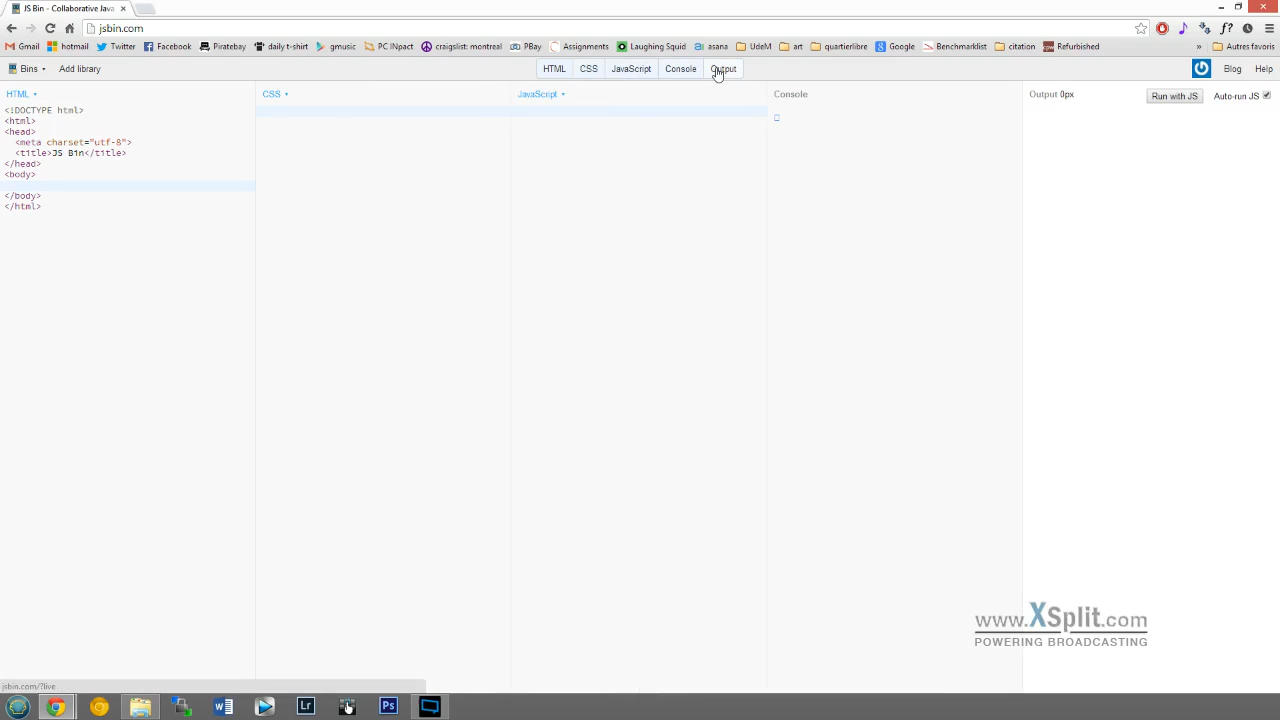 JS Bin - Collaborative Java
jsbin.com
Gmail hotmail Twitter Facebook Piratebay daily t-shirt gmusic PC INpact craigslist: montreal PBay Assignments Laughing Squid asana UdeM art quartierlibre Google Benchmarklist citation Refurbished » Autres favoris
Bins Add library HTML CSS JavaScript Console Output Blog Help
HTML CSS JavaScript Console Output 0px Run with JS Auto-run JS
<!DOCTYPE html>
<html>
<head>
<meta charset="utf-8">
<title>JS Bin</title>
</head>
<body>
</body>
</html>
www.XSplit.com
POWERING BROADCASTING
jsbin.com/?live
Lr Ps